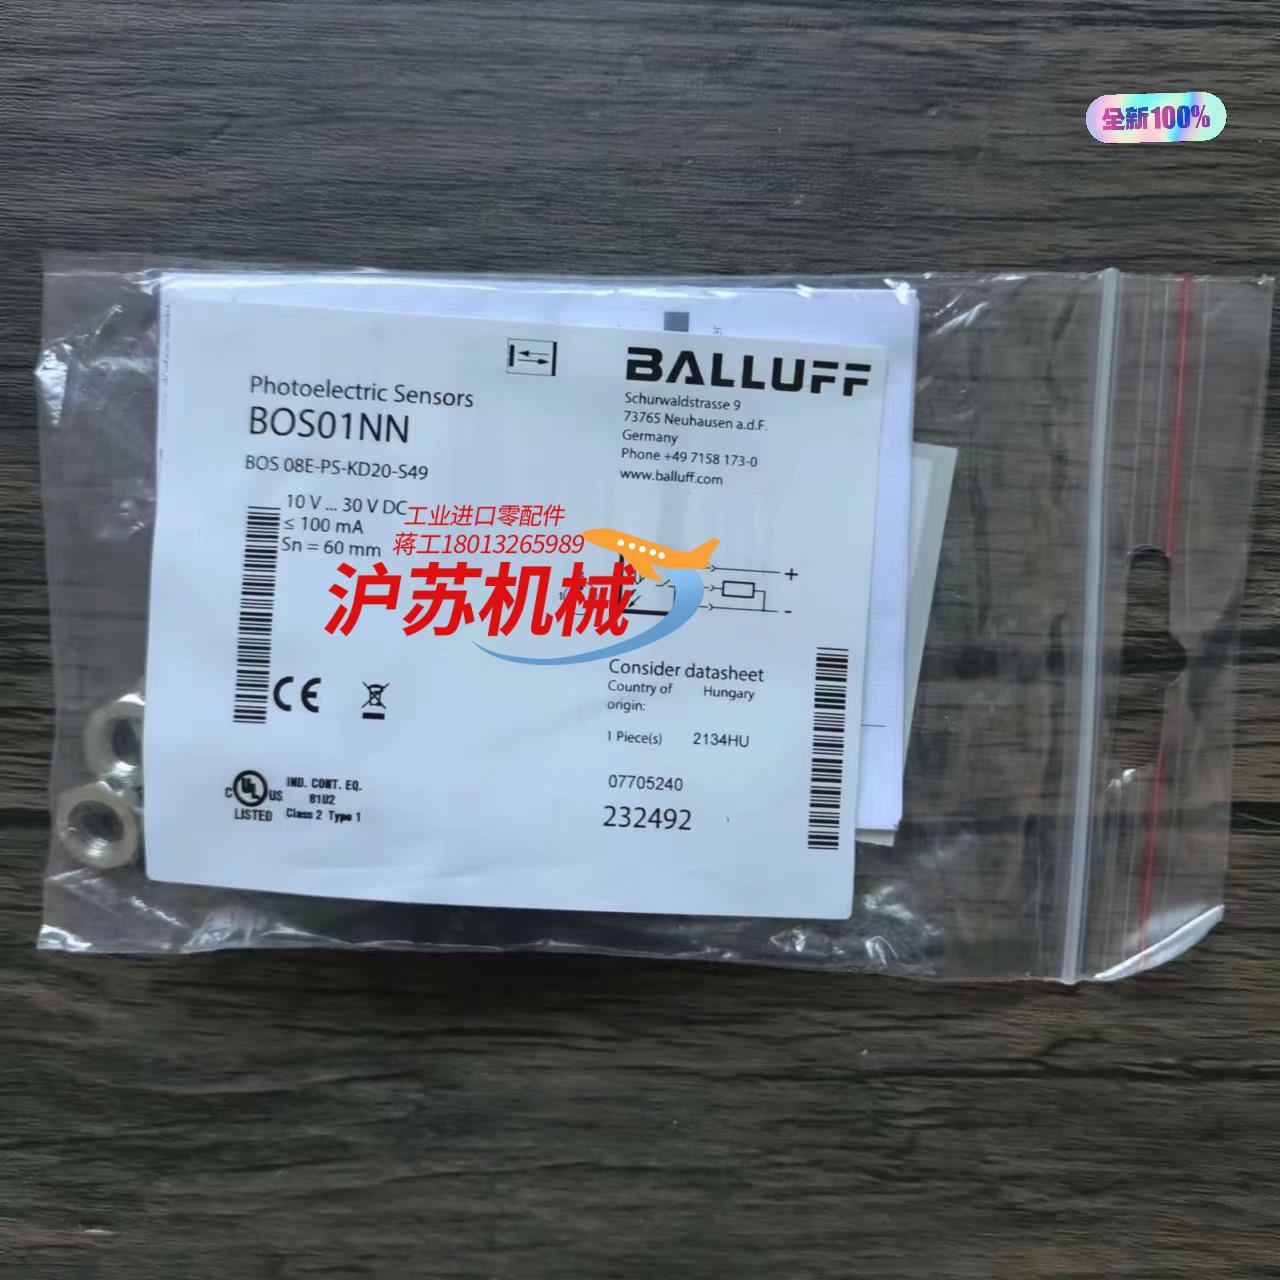 全新100%
BALLUFF
Schurwaldstrasse 9
73765 Neuhausen a.d.F.
Germany
Phone +49 7158 173-0
www.balluff.com
Photoelectric Sensors
BOS01NN
BOS 08E-PS-KD20-S49
10 V ... 30 V DC
≤ 100 mA
Sn = 60 mm
工业进口零配件
蒋工18013265989
沪苏机械
+
-
Consider datasheet
Country of origin: Hungary
1 Piece(s) 2134HU
07705240
232492
CE
C UL US
LISTED
IND. CONT. EQ.
81U2
Class 2 Type 1